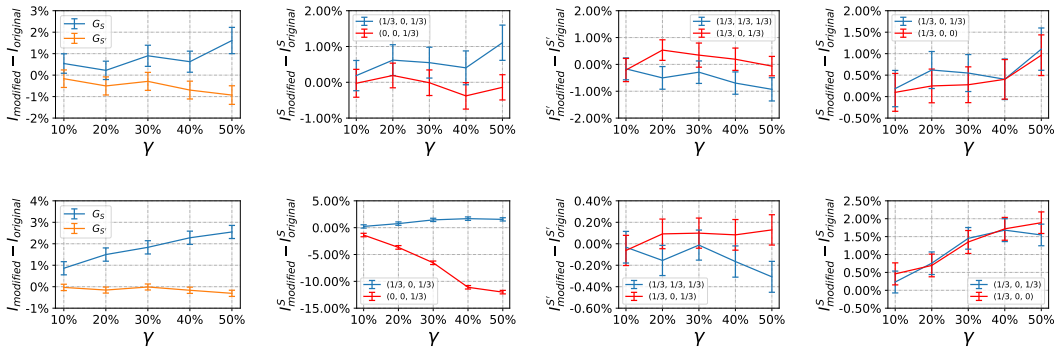 I_modified − I_original
3%
2%
1%
0%
-1%
-2%
G_S
G_S'
10% 20% 30% 40% 50%
γ
I^S_modified − I^S_original
2.00%
1.00%
0.00%
-1.00%
(1/3, 0, 1/3)
(0, 0, 1/3)
10% 20% 30% 40% 50%
γ
I^S'_modified − I^S'_original
2.00%
1.00%
0.00%
-1.00%
-2.00%
(1/3, 1/3, 1/3)
(1/3, 0, 1/3)
10% 20% 30% 40% 50%
γ
I^S_modified − I^S_original
2.00%
1.50%
1.00%
0.50%
0.00%
-0.50%
(1/3, 0, 1/3)
(1/3, 0, 0)
10% 20% 30% 40% 50%
γ
I_modified − I_original
4%
3%
2%
1%
0%
-1%
G_S
G_S'
10% 20% 30% 40% 50%
γ
I^S_modified − I^S_original
5.00%
0.00%
-5.00%
-10.00%
-15.00%
(1/3, 0, 1/3)
(0, 0, 1/3)
10% 20% 30% 40% 50%
γ
I^S'_modified − I^S'_original
0.40%
0.20%
0.00%
-0.20%
-0.40%
-0.60%
(1/3, 1/3, 1/3)
(1/3, 0, 1/3)
10% 20% 30% 40% 50%
γ
I^S_modified − I^S_original
2.50%
2.00%
1.50%
1.00%
0.50%
0.00%
-0.50%
(1/3, 0, 1/3)
(1/3, 0, 0)
10% 20% 30% 40% 50%
γ